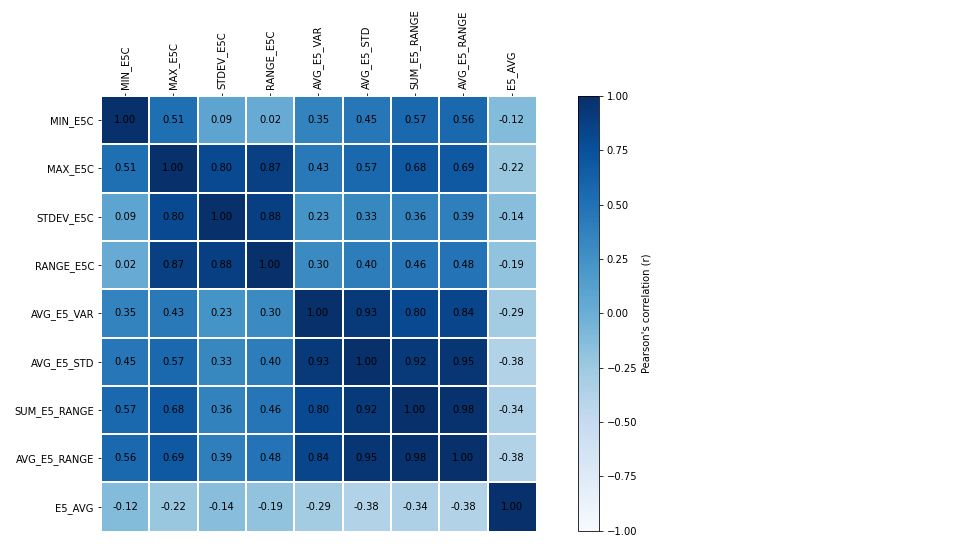 MIN_E5C MAX_E5C STDEV_E5C RANGE_E5C AVG_E5_VAR AVG_E5_STD SUM_E5_RANGE AVG_E5_RANGE E5_AVG
MIN_E5C 1.00 0.51 0.09 0.02 0.35 0.45 0.57 0.56 -0.12
MAX_E5C 0.51 1.00 0.80 0.87 0.43 0.57 0.68 0.69 -0.22
STDEV_E5C 0.09 0.80 1.00 0.88 0.23 0.33 0.36 0.39 -0.14
RANGE_E5C 0.02 0.87 0.88 1.00 0.30 0.40 0.46 0.48 -0.19
AVG_E5_VAR 0.35 0.43 0.23 0.30 1.00 0.93 0.80 0.84 -0.29
AVG_E5_STD 0.45 0.57 0.33 0.40 0.93 1.00 0.92 0.95 -0.38
SUM_E5_RANGE 0.57 0.68 0.36 0.46 0.80 0.92 1.00 0.98 -0.34
AVG_E5_RANGE 0.56 0.69 0.39 0.48 0.84 0.95 0.98 1.00 -0.38
E5_AVG -0.12 -0.22 -0.14 -0.19 -0.29 -0.38 -0.34 -0.38 1.00
1.00
0.75
0.50
0.25
0.00
−0.25
−0.50
−0.75
−1.00
Pearson's correlation (r)